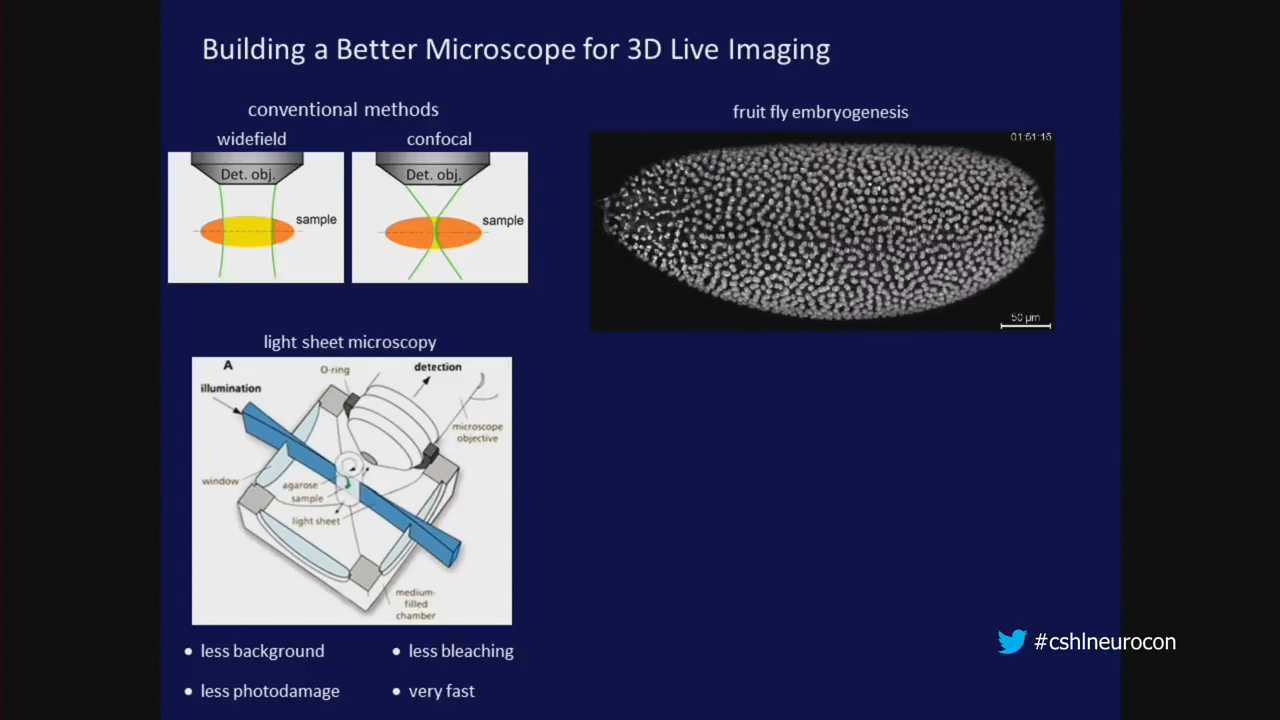 Building a Better Microscope for 3D Live Imaging
conventional methods
widefield
confocal
Det. obj.
sample
Det. obj.
sample
fruit fly embryogenesis
01:51:15
50 µm
light sheet microscopy
A
illumination
O-ring
detection
microscope
objective
window
agarose
sample
light sheet
medium-
filled
chamber
• less background
• less bleaching
• less photodamage
• very fast
#cshlneurocon